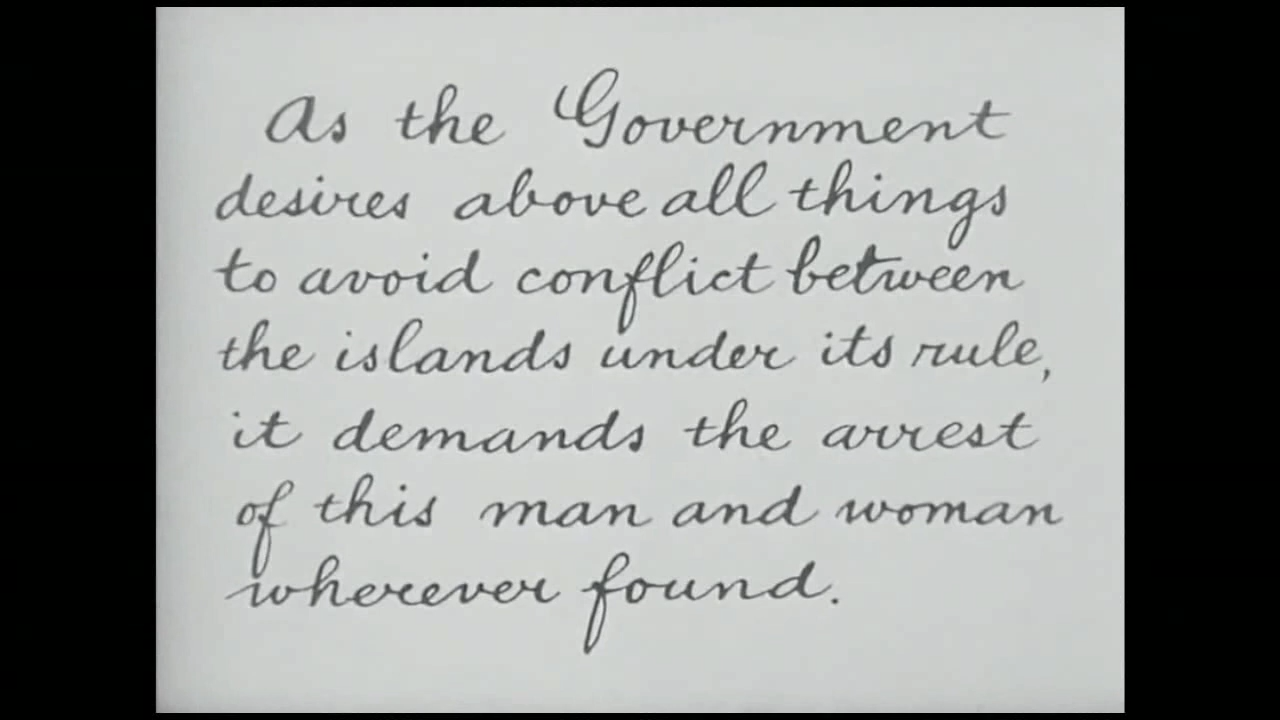 As the Government
desires above all things
to avoid conflict between
the islands under its rule,
it demands the arrest
of this man and woman
wherever found.